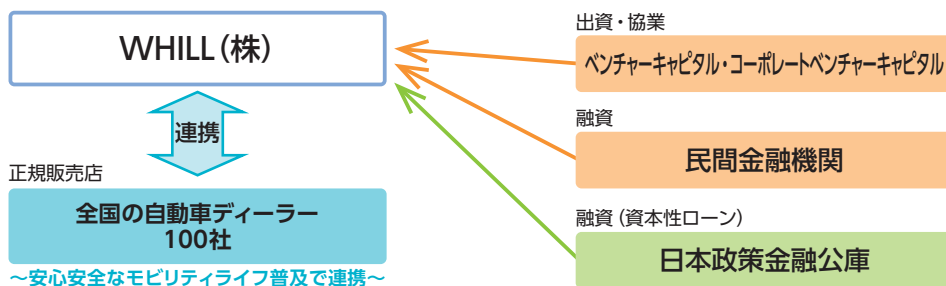 WHILL（株）
連携
正規販売店
全国の自動車ディーラー
100社
～安心安全なモビリティライフ普及で連携～
出資・協業
ベンチャーキャピタル・コーポレートベンチャーキャピタル
融資
民間金融機関
融資（資本性ローン）
日本政策金融公庫